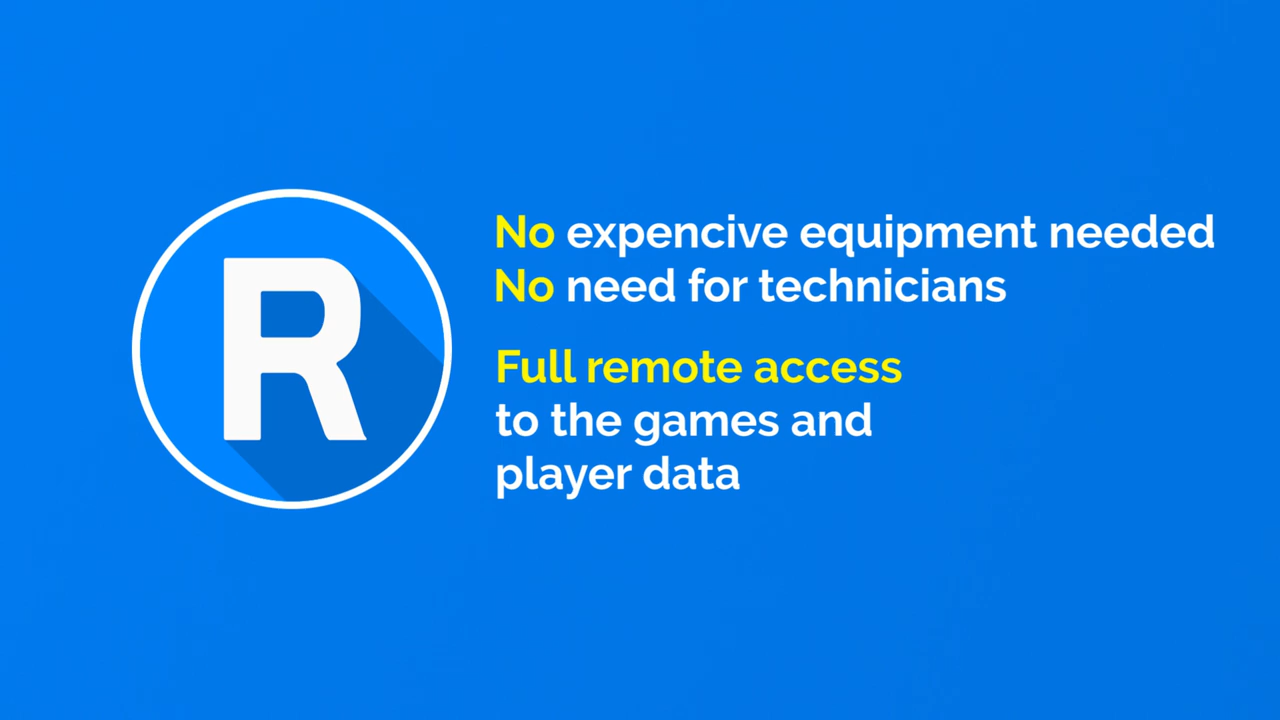 R
No expencive equipment needed
No need for technicians
Full remote access
to the games and
player data